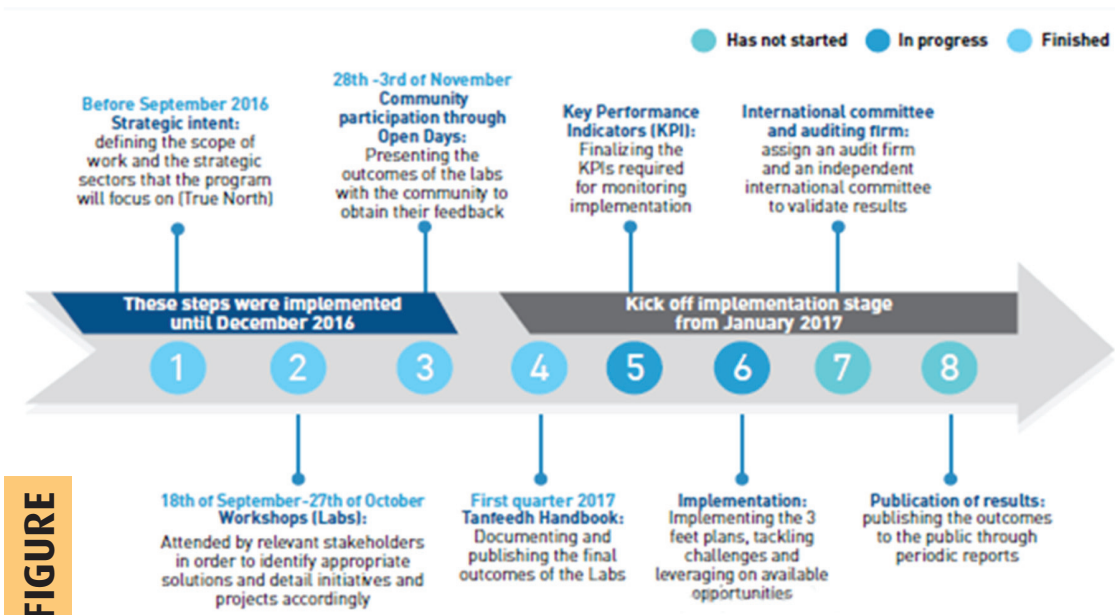 Has not started
In progress
Finished
Before September 2016
Strategic intent:
defining the scope of
work and the strategic
sectors that the program
will focus on (True North)
28th -3rd of November
Community
participation through
Open Days:
Presenting the
outcomes of the labs
with the community to
obtain their feedback
Key Performance
Indicators (KPI):
Finalizing the
KPIs required
for monitoring
implementation
International committee
and auditing firm:
assign an audit firm
and an independent
international committee
to validate results
These steps were implemented
until December 2016
Kick off implementation stage
from January 2017
1
2
3
4
5
6
7
8
18th of September-27th of October
Workshops (Labs):
Attended by relevant stakeholders
in order to identify appropriate
solutions and detail initiatives and
projects accordingly
First quarter 2017
Tanfeedh Handbook:
Documenting and
publishing the final
outcomes of the Labs
Implementation:
Implementing the 3
feet plans, tackling
challenges and
leveraging on available
opportunities
Publication of results:
publishing the outcomes
to the public through
periodic reports
FIGURE